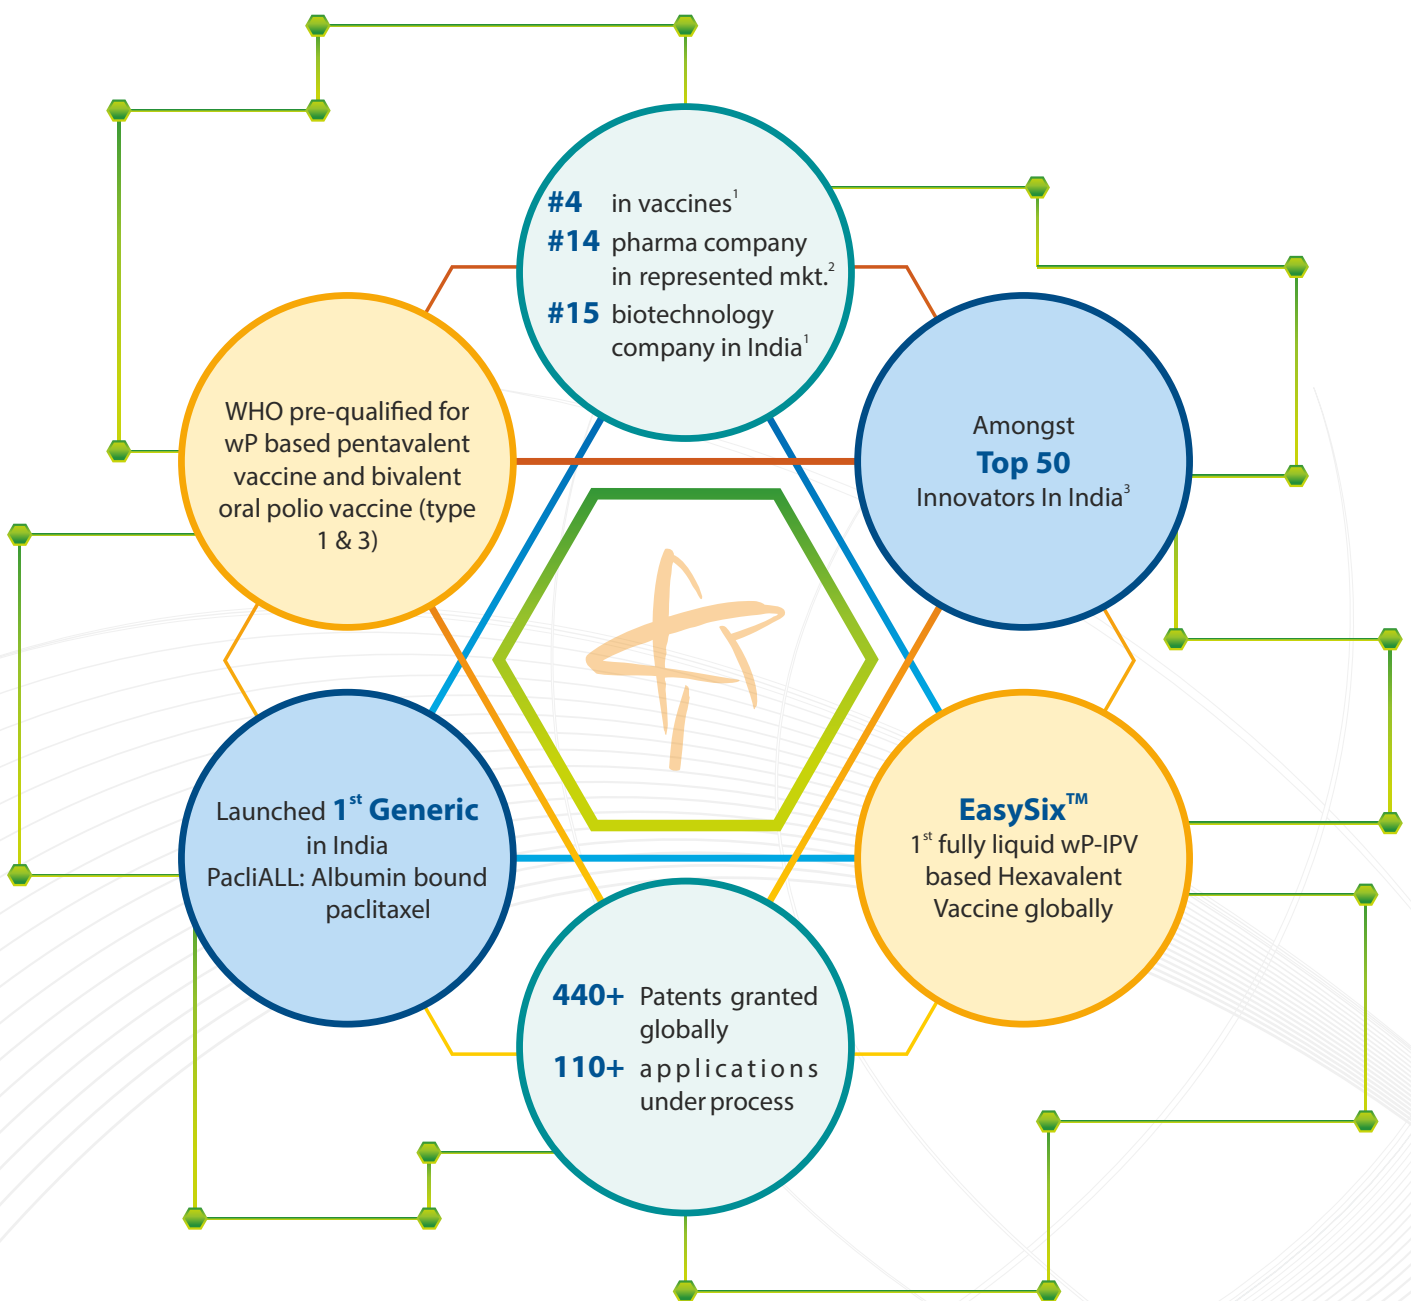 #4 in vaccines1
#14 pharma company
in represented mkt.2
#15 biotechnology
company in India1
WHO pre-qualified for
wP based pentavalent
vaccine and bivalent
oral polio vaccine (type
1 & 3)
Amongst
Top 50
Innovators In India3
Launched 1st Generic
in India
PacliALL: Albumin bound
paclitaxel
EasySix™
1st fully liquid wP-IPV
based Hexavalent
Vaccine globally
440+ Patents granted
globally
110+ applications
under process